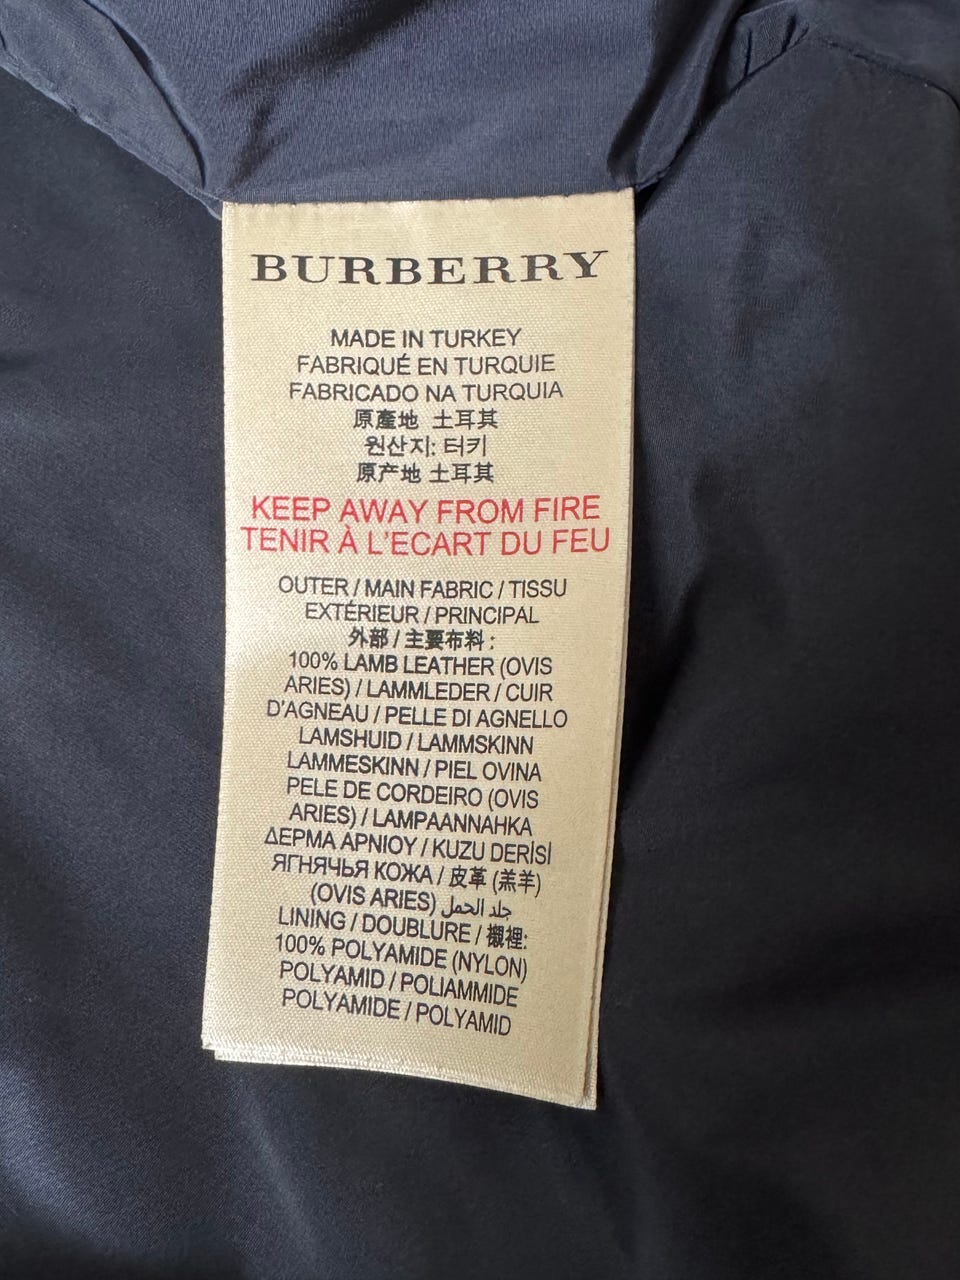 BURBERRY
MADE IN TURKEY
FABRIQUÉ EN TURQUIE
FABRICADO NA TURQUIA
原產地 土耳其
원산지: 터키
原产地 土耳其
KEEP AWAY FROM FIRE
TENIR À L'ECART DU FEU
OUTER / MAIN FABRIC / TISSU
EXTÉRIEUR / PRINCIPAL
外部 / 主要布料 :
100% LAMB LEATHER (OVIS
ARIES) / LAMMLEDER / CUIR
D'AGNEAU / PELLE DI AGNELLO
LAMSHUID / LAMMSKINN
LAMMESKINN / PIEL OVINA
PELE DE CORDEIRO (OVIS
ARIES) / LAMPAANNAHKA
ΔΕΡΜΑ ΑΡΝΙΟΥ / KUZU DERİSİ
ЯГНЯЧЬЯ КОЖА / 皮革 (羔羊)
(OVIS ARIES) جلد الحمل
LINING / DOUBLURE / 襯裡:
100% POLYAMIDE (NYLON)
POLYAMID / POLIAMMIDE
POLYAMIDE / POLYAMID